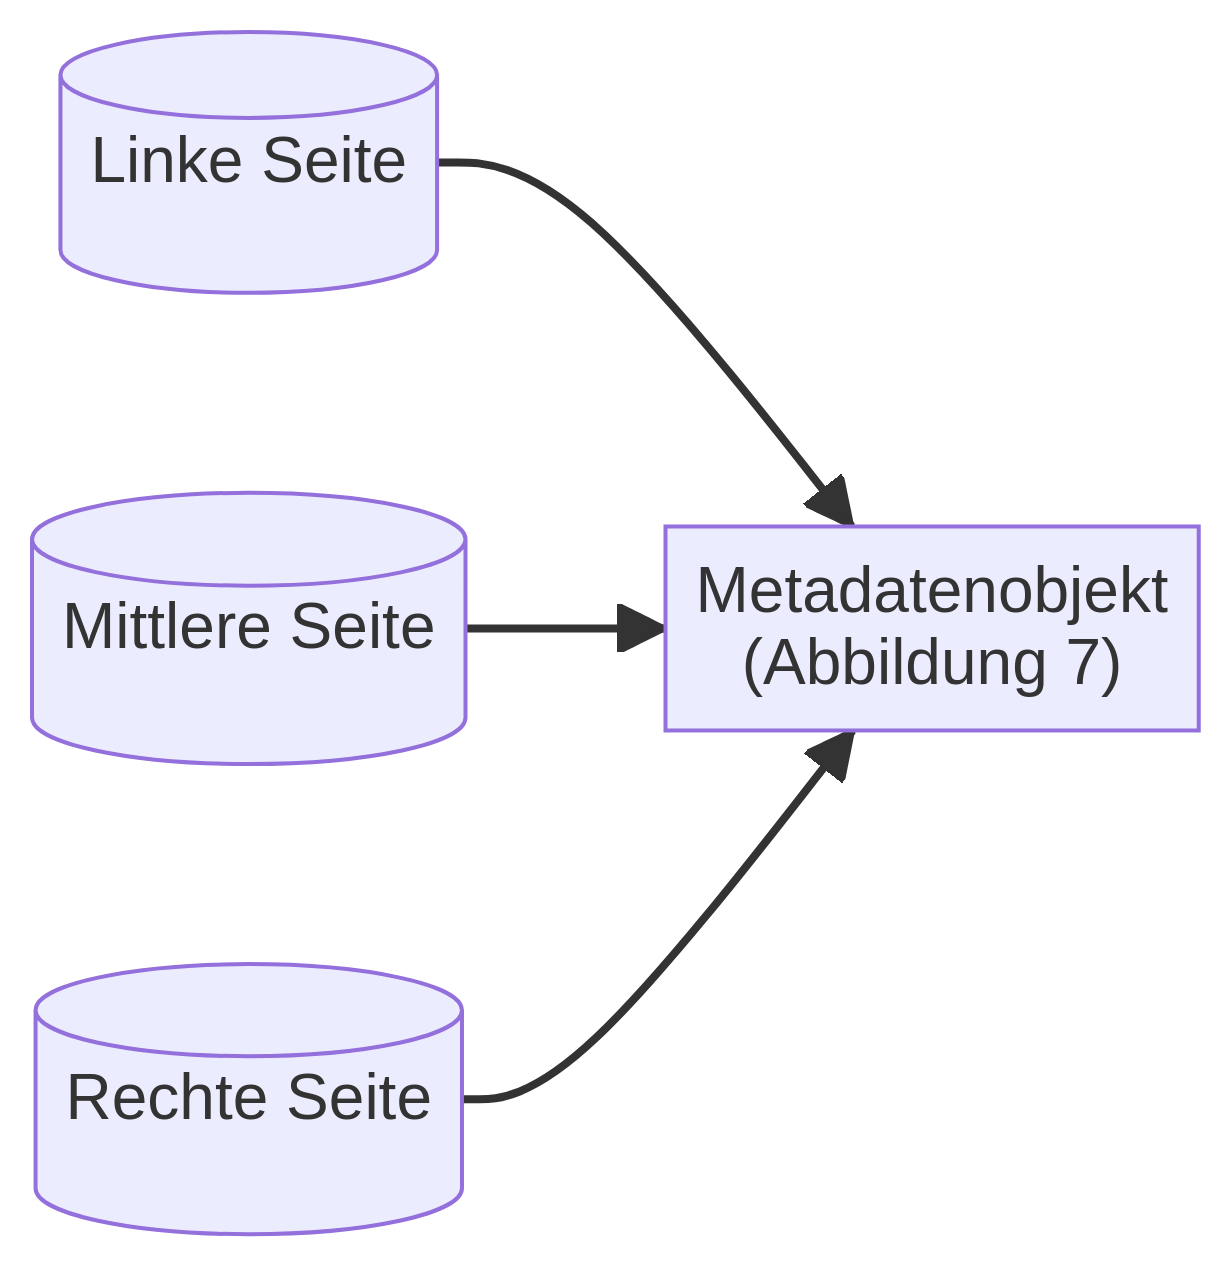 Linke Seite
Mittlere Seite
Metadatenobjekt
(Abbildung 7)
Rechte Seite